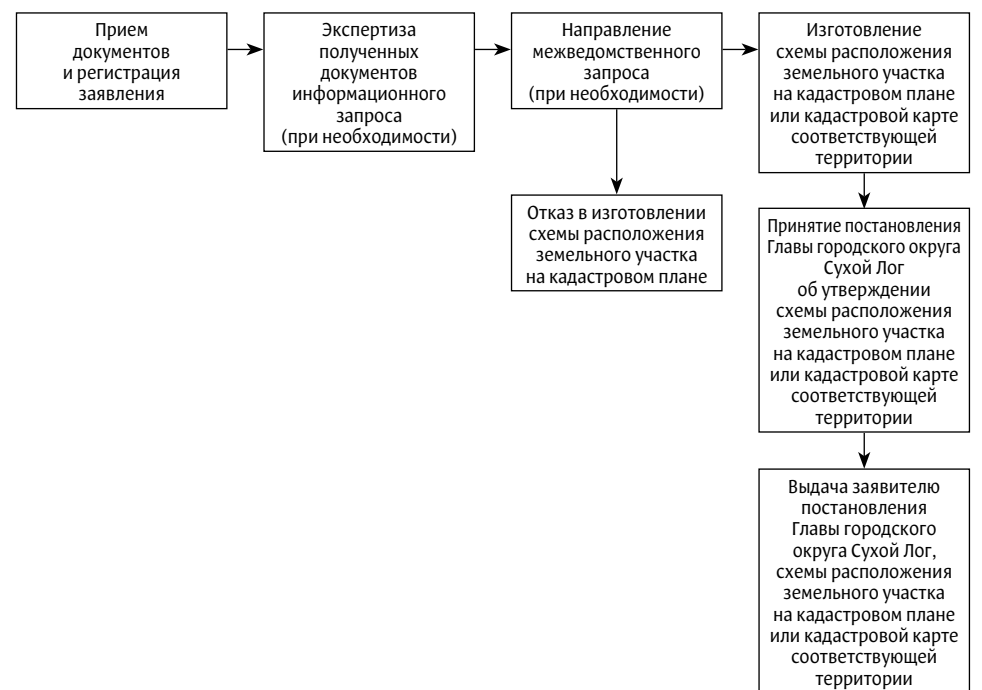 Прием
документов
и регистрация
заявления
Экспертиза
полученных
документов
информационного
запроса
(при необходимости)
Направление
межведомственного
запроса
(при необходимости)
Изготовление
схемы расположения
земельного участка
на кадастровом плане
или кадастровой карте
соответствующей
территории
Отказ в изготовлении
схемы расположения
земельного участка
на кадастровом плане
Принятие постановления
Главы городского округа
Сухой Лог
об утверждении
схемы расположения
земельного участка
на кадастровом плане
или кадастровой карте
соответствующей
территории
Выдача заявителю
постановления
Главы городского
округа Сухой Лог,
схемы расположения
земельного участка
на кадастровом плане
или кадастровой карте
соответствующей
территории